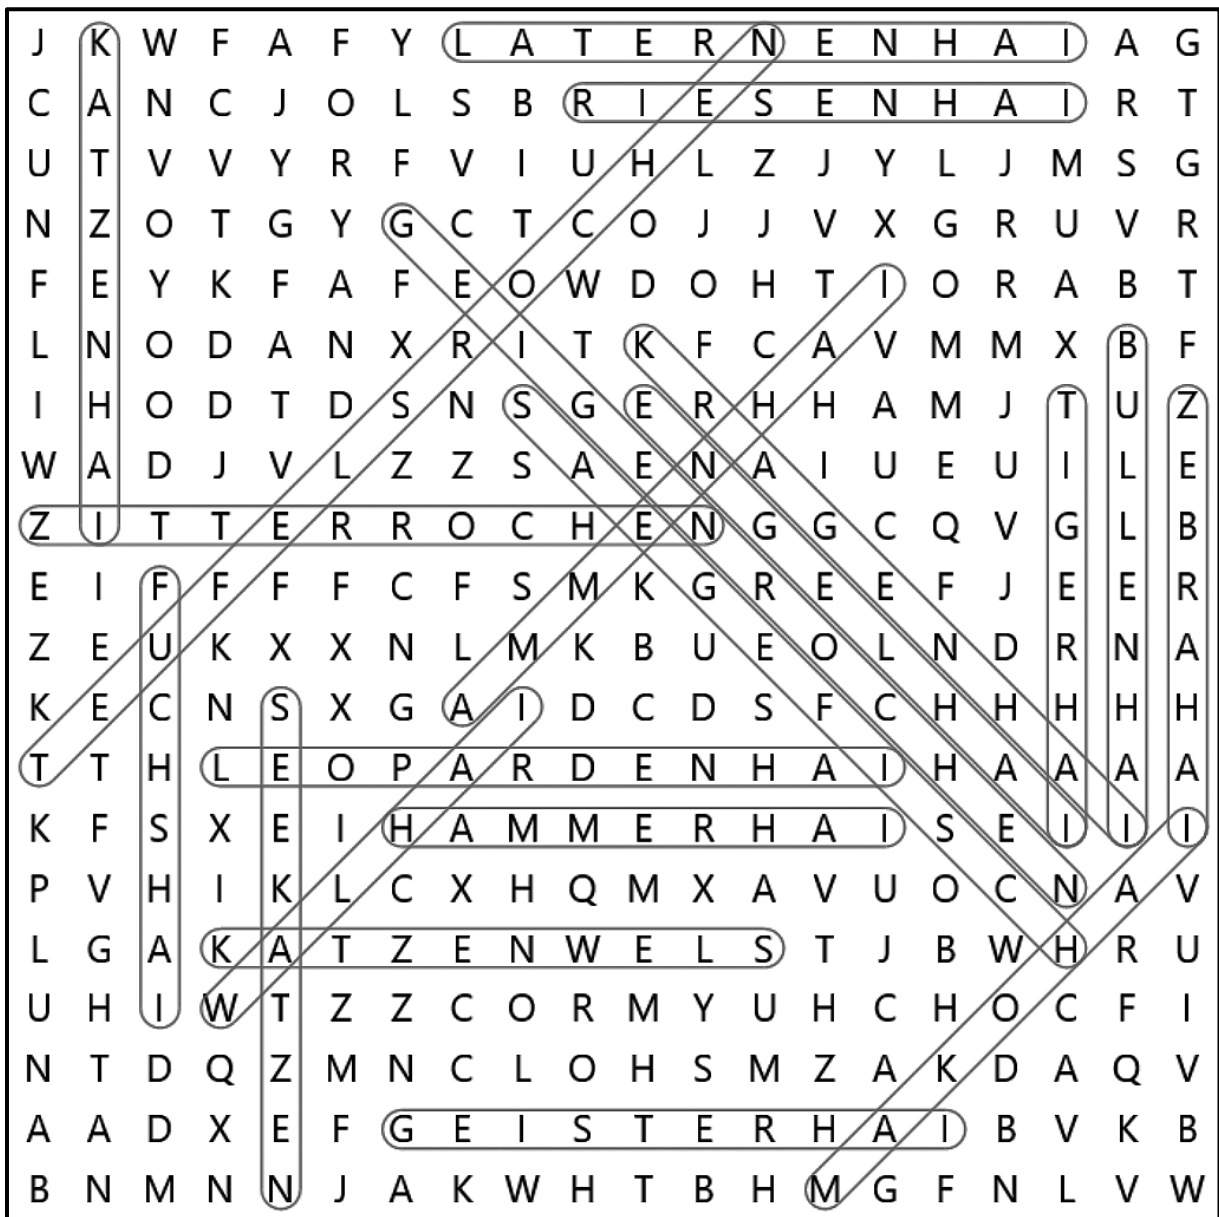 J K W F A F Y L A T E R N E N H A I A G
C A N C J O L S B R I E S E N H A I R T
U T V V Y R F V I U H L Z J Y L J M S G
N Z O T G Y G C T C O J J V X G R U V R
F E Y K F A F E O W D O H T I O R A B T
L N O D A N X R I T K F C A V M M X B F
I H O D T D S N S G E R H H A M J T U Z
W A D J V L Z Z S A E N A I U E U I L E
Z I T T E R R O C H E N G G C Q V G L B
E I F F F F C F S M K G R E E F J E E R
Z E U K X X N L M K B U E O L N D R N A
K E C N S X G A I D C D S F C H H H H H
T T H L E O P A R D E N H A I H A A A A
K F S X E I H A M M E R H A I S E I I I
P V H I K L C X H Q M X A V U O C N A V
L G A K A T Z E N W E L S T J B W H R U
U H I W T Z Z C O R M Y U H C H O C F I
N T D Q Z M N C L O H S M Z A K D A Q V
A A D X E F G E I S T E R H A I B V K B
B N M N N J A K W H T B H M G F N L V W